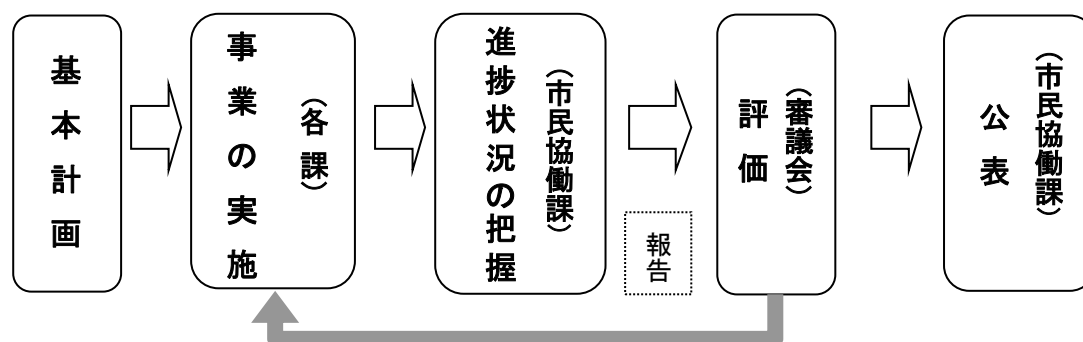 基本計画
事業の実施
（各課）
進捗状況の把握
（市民協働課）
報告
評価
（審議会）
公表
（市民協働課）